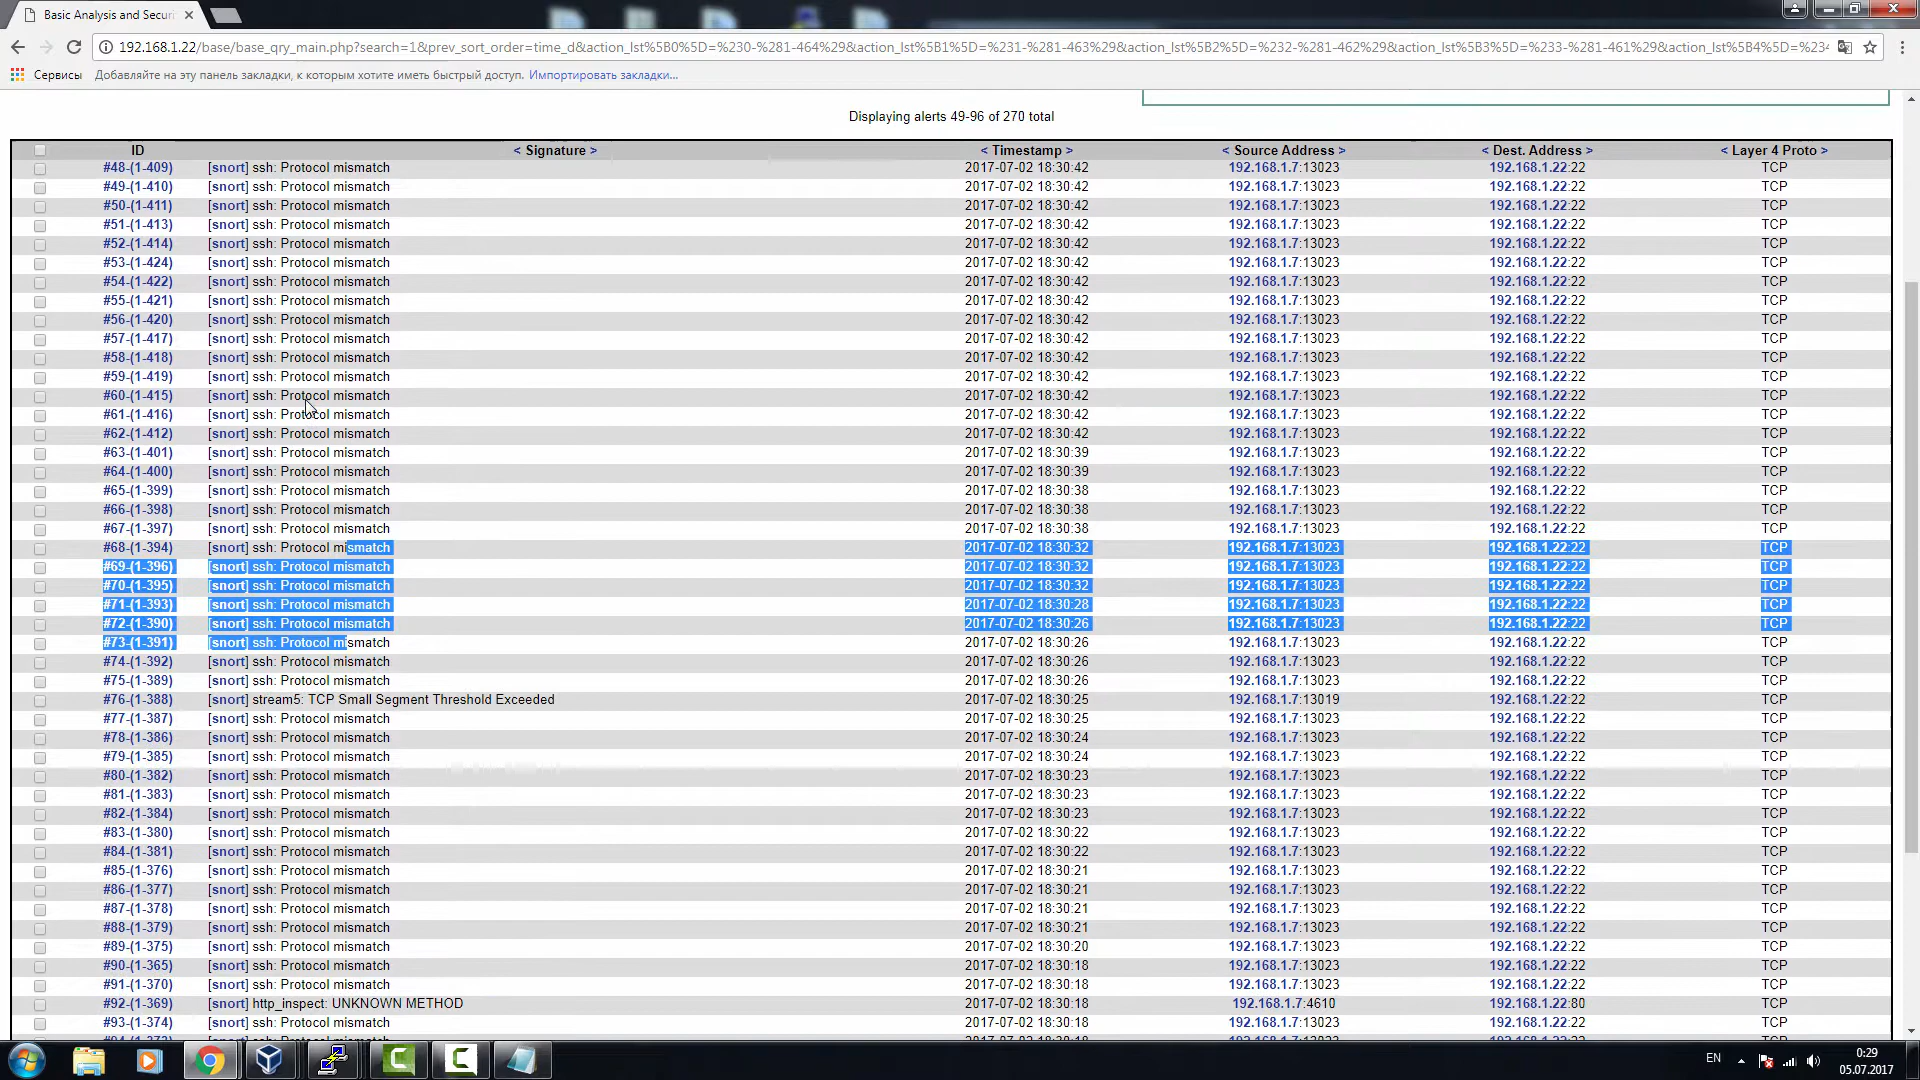 Basic Analysis and Securi
192.168.1.22/base/base_qry_main.php?search=1&prev_sort_order=time_d&action_lst%5B0%5D=%230-%281-464%29&action_lst%5B1%5D=%231-%281-463%29&action_lst%5B2%5D=%232-%281-462%29&action_lst%5B3%5D=%233-%281-461%29&action_lst%5B4%5D=%234-
Сервисы Добавляйте на эту панель закладки, к которым хотите иметь быстрый доступ. Импортировать закладки...
Displaying alerts 49-96 of 270 total
ID < Signature > < Timestamp > < Source Address > < Dest. Address > < Layer 4 Proto >
#48-(1-409) [snort] ssh: Protocol mismatch 2017-07-02 18:30:42 192.168.1.7:13023 192.168.1.22:22 TCP
#49-(1-410) [snort] ssh: Protocol mismatch 2017-07-02 18:30:42 192.168.1.7:13023 192.168.1.22:22 TCP
#50-(1-411) [snort] ssh: Protocol mismatch 2017-07-02 18:30:42 192.168.1.7:13023 192.168.1.22:22 TCP
#51-(1-413) [snort] ssh: Protocol mismatch 2017-07-02 18:30:42 192.168.1.7:13023 192.168.1.22:22 TCP
#52-(1-414) [snort] ssh: Protocol mismatch 2017-07-02 18:30:42 192.168.1.7:13023 192.168.1.22:22 TCP
#53-(1-424) [snort] ssh: Protocol mismatch 2017-07-02 18:30:42 192.168.1.7:13023 192.168.1.22:22 TCP
#54-(1-422) [snort] ssh: Protocol mismatch 2017-07-02 18:30:42 192.168.1.7:13023 192.168.1.22:22 TCP
#55-(1-421) [snort] ssh: Protocol mismatch 2017-07-02 18:30:42 192.168.1.7:13023 192.168.1.22:22 TCP
#56-(1-420) [snort] ssh: Protocol mismatch 2017-07-02 18:30:42 192.168.1.7:13023 192.168.1.22:22 TCP
#57-(1-417) [snort] ssh: Protocol mismatch 2017-07-02 18:30:42 192.168.1.7:13023 192.168.1.22:22 TCP
#58-(1-418) [snort] ssh: Protocol mismatch 2017-07-02 18:30:42 192.168.1.7:13023 192.168.1.22:22 TCP
#59-(1-419) [snort] ssh: Protocol mismatch 2017-07-02 18:30:42 192.168.1.7:13023 192.168.1.22:22 TCP
#60-(1-415) [snort] ssh: Protocol mismatch 2017-07-02 18:30:42 192.168.1.7:13023 192.168.1.22:22 TCP
#61-(1-416) [snort] ssh: Protocol mismatch 2017-07-02 18:30:42 192.168.1.7:13023 192.168.1.22:22 TCP
#62-(1-412) [snort] ssh: Protocol mismatch 2017-07-02 18:30:42 192.168.1.7:13023 192.168.1.22:22 TCP
#63-(1-401) [snort] ssh: Protocol mismatch 2017-07-02 18:30:39 192.168.1.7:13023 192.168.1.22:22 TCP
#64-(1-400) [snort] ssh: Protocol mismatch 2017-07-02 18:30:39 192.168.1.7:13023 192.168.1.22:22 TCP
#65-(1-399) [snort] ssh: Protocol mismatch 2017-07-02 18:30:38 192.168.1.7:13023 192.168.1.22:22 TCP
#66-(1-398) [snort] ssh: Protocol mismatch 2017-07-02 18:30:38 192.168.1.7:13023 192.168.1.22:22 TCP
#67-(1-397) [snort] ssh: Protocol mismatch 2017-07-02 18:30:38 192.168.1.7:13023 192.168.1.22:22 TCP
#68-(1-394) [snort] ssh: Protocol mismatch 2017-07-02 18:30:32 192.168.1.7:13023 192.168.1.22:22 TCP
#69-(1-396) [snort] ssh: Protocol mismatch 2017-07-02 18:30:32 192.168.1.7:13023 192.168.1.22:22 TCP
#70-(1-395) [snort] ssh: Protocol mismatch 2017-07-02 18:30:32 192.168.1.7:13023 192.168.1.22:22 TCP
#71-(1-393) [snort] ssh: Protocol mismatch 2017-07-02 18:30:28 192.168.1.7:13023 192.168.1.22:22 TCP
#72-(1-390) [snort] ssh: Protocol mismatch 2017-07-02 18:30:26 192.168.1.7:13023 192.168.1.22:22 TCP
#73-(1-391) [snort] ssh: Protocol mismatch 2017-07-02 18:30:26 192.168.1.7:13023 192.168.1.22:22 TCP
#74-(1-392) [snort] ssh: Protocol mismatch 2017-07-02 18:30:26 192.168.1.7:13023 192.168.1.22:22 TCP
#75-(1-389) [snort] ssh: Protocol mismatch 2017-07-02 18:30:26 192.168.1.7:13023 192.168.1.22:22 TCP
#76-(1-388) [snort] stream5: TCP Small Segment Threshold Exceeded 2017-07-02 18:30:25 192.168.1.7:13019 192.168.1.22:22 TCP
#77-(1-387) [snort] ssh: Protocol mismatch 2017-07-02 18:30:25 192.168.1.7:13023 192.168.1.22:22 TCP
#78-(1-386) [snort] ssh: Protocol mismatch 2017-07-02 18:30:24 192.168.1.7:13023 192.168.1.22:22 TCP
#79-(1-385) [snort] ssh: Protocol mismatch 2017-07-02 18:30:24 192.168.1.7:13023 192.168.1.22:22 TCP
#80-(1-382) [snort] ssh: Protocol mismatch 2017-07-02 18:30:23 192.168.1.7:13023 192.168.1.22:22 TCP
#81-(1-383) [snort] ssh: Protocol mismatch 2017-07-02 18:30:23 192.168.1.7:13023 192.168.1.22:22 TCP
#82-(1-384) [snort] ssh: Protocol mismatch 2017-07-02 18:30:23 192.168.1.7:13023 192.168.1.22:22 TCP
#83-(1-380) [snort] ssh: Protocol mismatch 2017-07-02 18:30:22 192.168.1.7:13023 192.168.1.22:22 TCP
#84-(1-381) [snort] ssh: Protocol mismatch 2017-07-02 18:30:22 192.168.1.7:13023 192.168.1.22:22 TCP
#85-(1-376) [snort] ssh: Protocol mismatch 2017-07-02 18:30:21 192.168.1.7:13023 192.168.1.22:22 TCP
#86-(1-377) [snort] ssh: Protocol mismatch 2017-07-02 18:30:21 192.168.1.7:13023 192.168.1.22:22 TCP
#87-(1-378) [snort] ssh: Protocol mismatch 2017-07-02 18:30:21 192.168.1.7:13023 192.168.1.22:22 TCP
#88-(1-379) [snort] ssh: Protocol mismatch 2017-07-02 18:30:21 192.168.1.7:13023 192.168.1.22:22 TCP
#89-(1-375) [snort] ssh: Protocol mismatch 2017-07-02 18:30:20 192.168.1.7:13023 192.168.1.22:22 TCP
#90-(1-365) [snort] ssh: Protocol mismatch 2017-07-02 18:30:18 192.168.1.7:13023 192.168.1.22:22 TCP
#91-(1-370) [snort] ssh: Protocol mismatch 2017-07-02 18:30:18 192.168.1.7:13023 192.168.1.22:22 TCP
#92-(1-369) [snort] http_inspect: UNKNOWN METHOD 2017-07-02 18:30:18 192.168.1.7:4610 192.168.1.22:80 TCP
#93-(1-374) [snort] ssh: Protocol mismatch 2017-07-02 18:30:18 192.168.1.7:13023 192.168.1.22:22 TCP
EN 0:29
05.07.2017